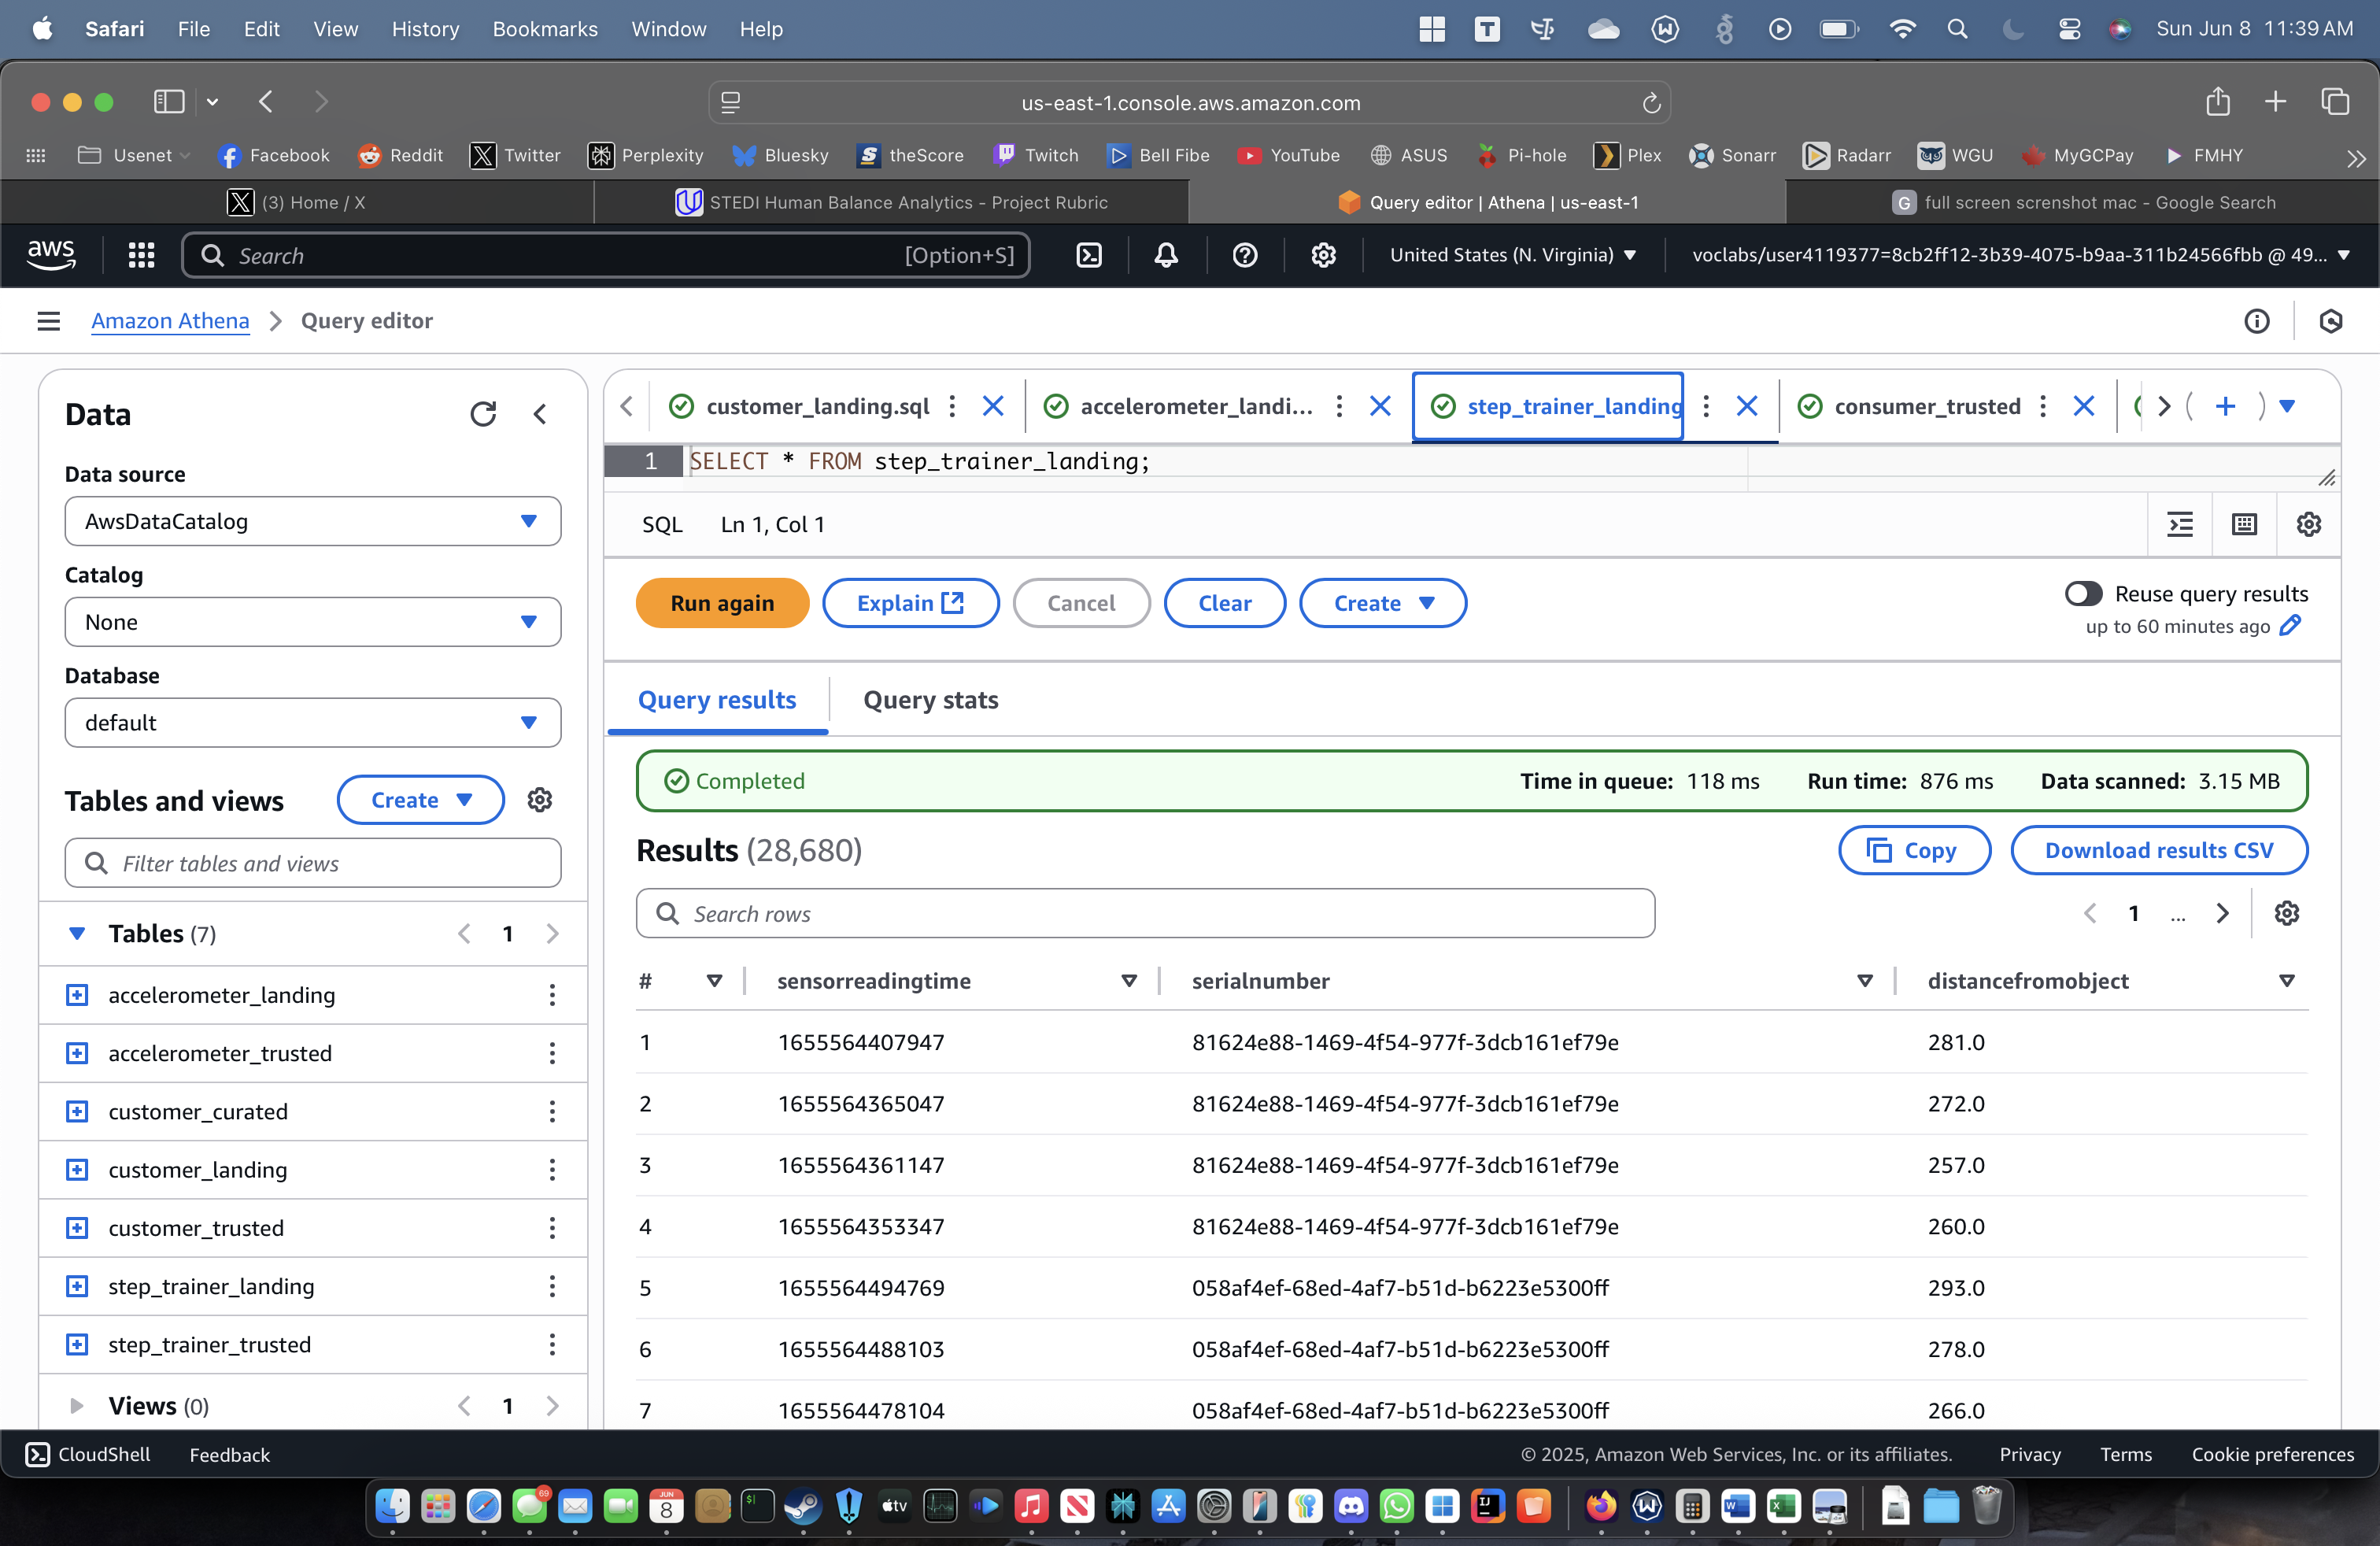 Safari File Edit View History Bookmarks Window Help Sun Jun 8 11:39 AM
us-east-1.console.aws.amazon.com
Usenet Facebook Reddit Twitter Perplexity Bluesky theScore Twitch Bell Fibe YouTube ASUS Pi-hole Plex Sonarr Radarr WGU MyGCPay FMHY
(3) Home / X STEDI Human Balance Analytics - Project Rubric Query editor | Athena | us-east-1 G full screen screnshot mac - Google Search
aws Search [Option+S] United States (N. Virginia) voclabs/user4119377=8cb2ff12-3b39-4075-b9aa-311b24566fbb @ 49...
Amazon Athena Query editor
Data
Data source
AwsDataCatalog
Catalog
None
Database
default
Tables and views Create
Filter tables and views
Tables (7) 1
accelerometer_landing
accelerometer_trusted
customer_curated
customer_landing
customer_trusted
step_trainer_landing
step_trainer_trusted
Views (0) 1
customer_landing.sql accelerometer_landi... step_trainer_landing consumer_trusted
1 SELECT * FROM step_trainer_landing;
SQL Ln 1, Col 1
Run again Explain Cancel Clear Create Reuse query results
up to 60 minutes ago
Query results Query stats
Completed Time in queue: 118 ms Run time: 876 ms Data scanned: 3.15 MB
Results (28,680) Copy Download results CSV
Search rows 1 ...
# sensorreadingtime serialnumber distancefromobject
1 1655564407947 81624e88-1469-4f54-977f-3dcb161ef79e 281.0
2 1655564365047 81624e88-1469-4f54-977f-3dcb161ef79e 272.0
3 1655564361147 81624e88-1469-4f54-977f-3dcb161ef79e 257.0
4 1655564353347 81624e88-1469-4f54-977f-3dcb161ef79e 260.0
5 1655564494769 058af4ef-68ed-4af7-b51d-b6223e5300ff 293.0
6 1655564488103 058af4ef-68ed-4af7-b51d-b6223e5300ff 278.0
7 1655564478104 058af4ef-68ed-4af7-b51d-b6223e5300ff 266.0
CloudShell Feedback © 2025, Amazon Web Services, Inc. or its affiliates. Privacy Terms Cookie preferences
69 JUN 8 tv